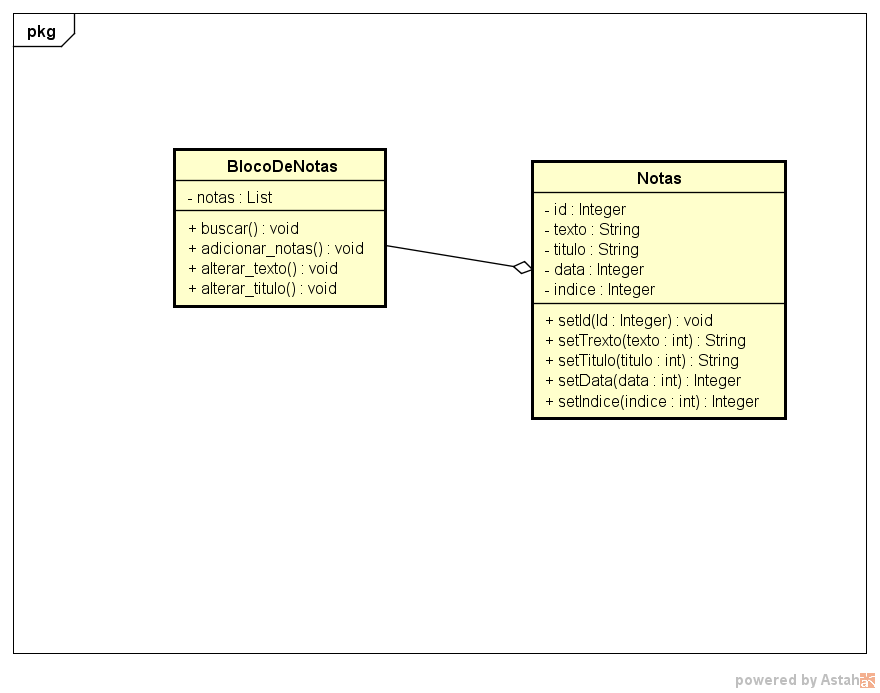 pkg
BlocoDeNotas
- notas : List
+ buscar() : void
+ adicionar_notas() : void
+ alterar_texto() : void
+ alterar_titulo() : void
Notas
- id : Integer
- texto : String
- titulo : String
- data : Integer
- indice : Integer
+ setId(Id : Integer) : void
+ setTrexto(texto : int) : String
+ setTitulo(titulo : int) : String
+ setData(data : int) : Integer
+ setIndice(indice : int) : Integer
powered by Astah